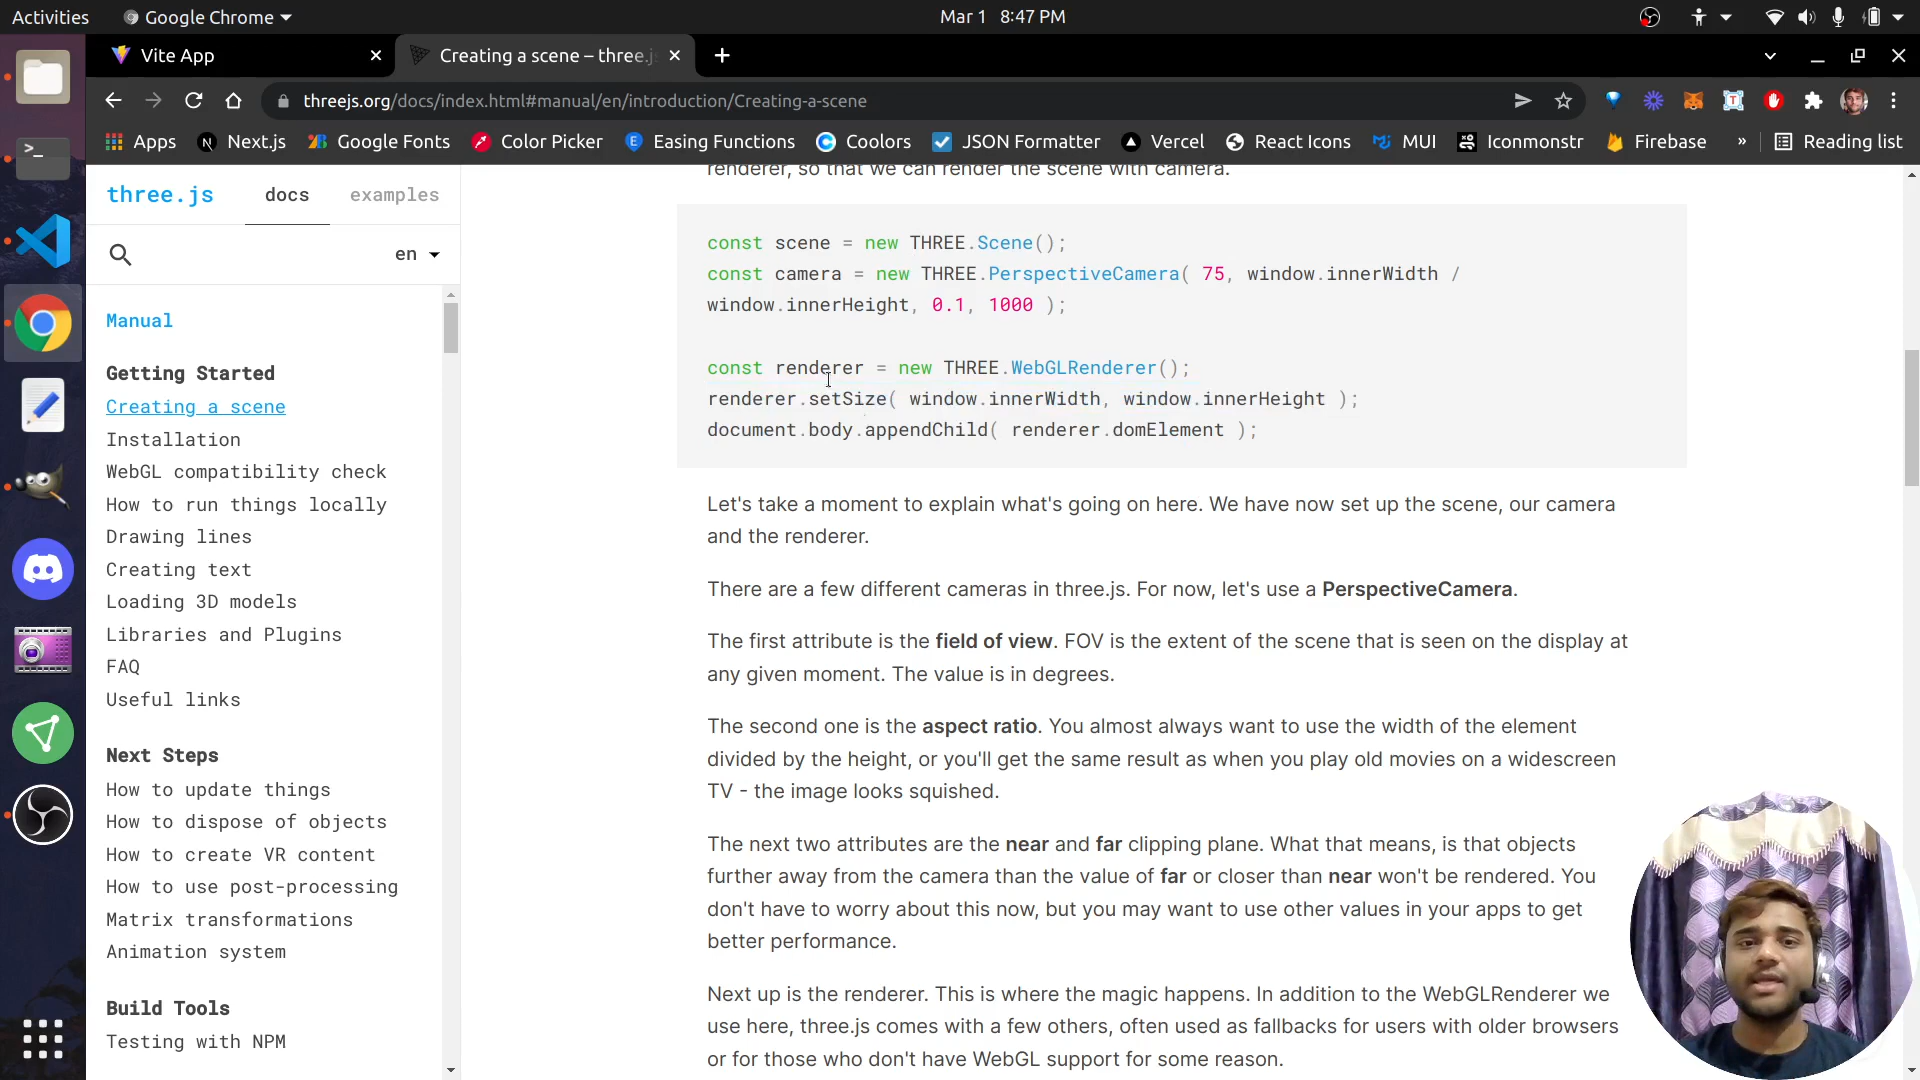 Activities Google Chrome Mar 1 8:47 PM
Vite App Creating a scene – three.js
threejs.org/docs/index.html#manual/en/introduction/Creating-a-scene
Apps Next.js Google Fonts Color Picker Easing Functions Coolors JSON Formatter Vercel React Icons MUI Iconmonstr Firebase » Reading list
three.js docs examples
en
Manual
Getting Started
Creating a scene
Installation
WebGL compatibility check
How to run things locally
Drawing lines
Creating text
Loading 3D models
Libraries and Plugins
FAQ
Useful links
Next Steps
How to update things
How to dispose of objects
How to create VR content
How to use post-processing
Matrix transformations
Animation system
Build Tools
Testing with NPM
renderer, so that we can render the scene with camera.
const scene = new THREE.Scene();
const camera = new THREE.PerspectiveCamera( 75, window.innerWidth /
window.innerHeight, 0.1, 1000 );
const renderer = new THREE.WebGLRenderer();
renderer.setSize( window.innerWidth, window.innerHeight );
document.body.appendChild( renderer.domElement );
Let's take a moment to explain what's going on here. We have now set up the scene, our camera
and the renderer.
There are a few different cameras in three.js. For now, let's use a PerspectiveCamera.
The first attribute is the field of view. FOV is the extent of the scene that is seen on the display at
any given moment. The value is in degrees.
The second one is the aspect ratio. You almost always want to use the width of the element
divided by the height, or you'll get the same result as when you play old movies on a widescreen
TV - the image looks squished.
The next two attributes are the near and far clipping plane. What that means, is that objects
further away from the camera than the value of far or closer than near won't be rendered. You
don't have to worry about this now, but you may want to use other values in your apps to get
better performance.
Next up is the renderer. This is where the magic happens. In addition to the WebGLRenderer we
use here, three.js comes with a few others, often used as fallbacks for users with older browsers
or for those who don't have WebGL support for some reason.